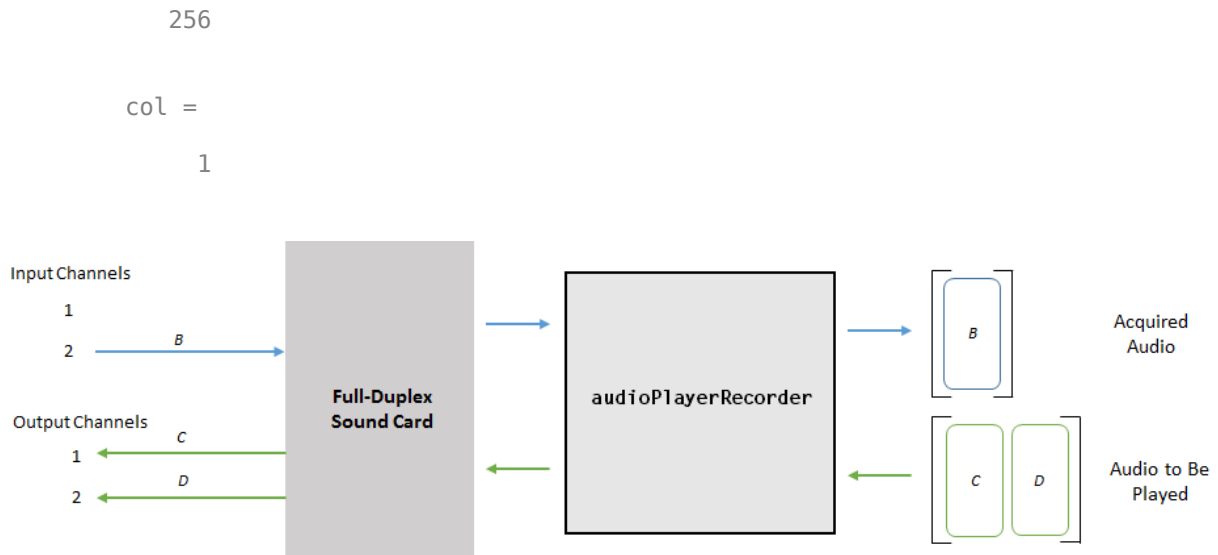 256
col =
1
Input Channels
1
2
B
Full-Duplex
Sound Card
audioPlayerRecorder
B
Acquired
Audio
Output Channels
1
C
2
D
C
D
Audio to Be
Played